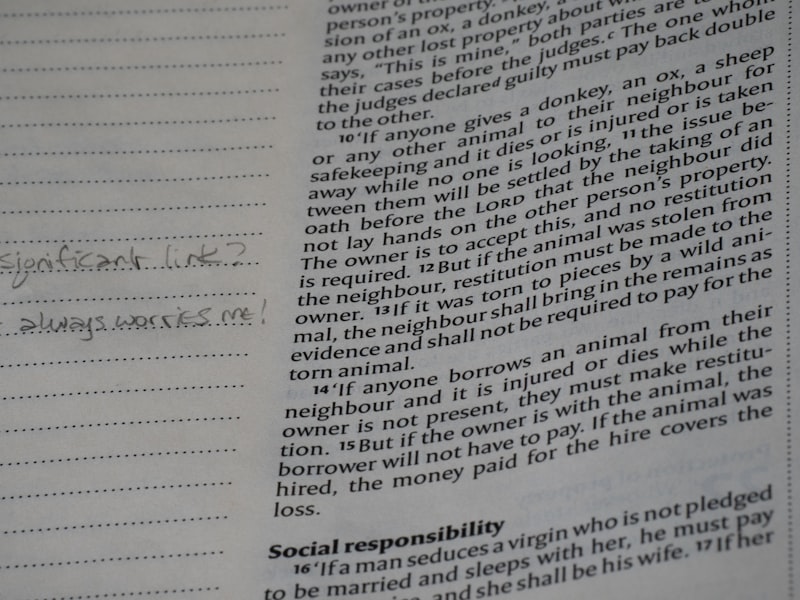 significant link?
always worries me!
owner of
person's property.
sion of an ox, a donkey, a
any other lost property about
says, "This is mine," both parties are to
their cases before the judges.c The one whom
the judges declared guilty must pay back double
to the other.
10 'If anyone gives a donkey, an ox, a sheep
or any other animal to their neighbour for
safekeeping and it dies or is injured or is taken
away while no one is looking, 11 the issue be-
tween them will be settled by the taking of an
oath before the LORD that the neighbour did
not lay hands on the other person's property.
The owner is to accept this, and no restitution
is required. 12 But if the animal was stolen from
the neighbour, restitution must be made to the
owner. 13 If it was torn to pieces by a wild ani-
mal, the neighbour shall bring in the remains as
evidence and shall not be required to pay for the
torn animal.
14 'If anyone borrows an animal from their
neighbour and it is injured or dies while the
owner is not present, they must make restitu-
tion. 15 But if the owner is with the animal, the
borrower will not have to pay. If the animal was
hired, the money paid for the hire covers the
loss.
Social responsibility
16 'If a man seduces a virgin who is not pledged
to be married and sleeps with her, he must pay
and she shall be his wife. 17 If her